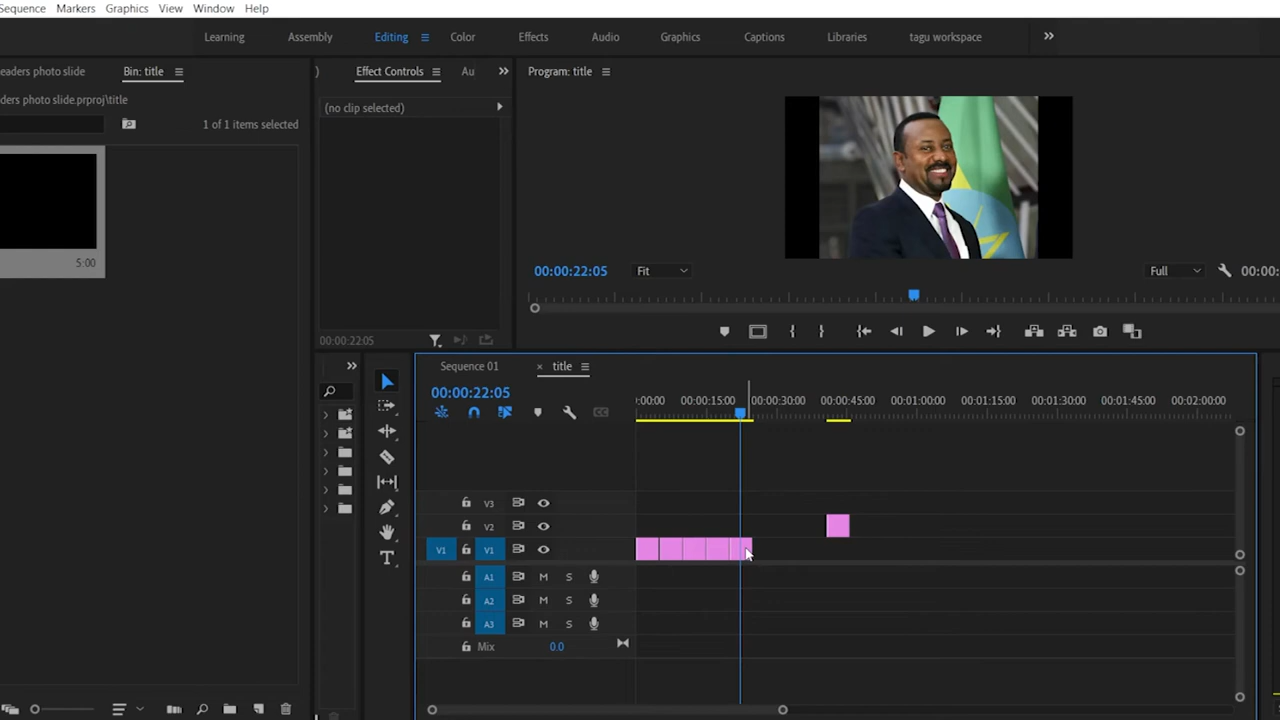 Sequence Markers Graphics View Window Help
Learning Assembly Editing Color Effects Audio Graphics Captions Libraries tagu workspace
eaders photo slide Bin: title
Effect Controls Au
Program: title
ders photo slide.prproj\title
(no clip selected)
1 of 1 items selected
5:00
00:00:22:05 Fit Full 00:00:
00:00:22:05
Sequence 01 title
00:00:22:05
:00:00 00:00:15:00 00:00:30:00 00:00:45:00 00:01:00:00 00:01:15:00 00:01:30:00 00:01:45:00 00:02:00:00
V3
V2
V1 V1
A1 M S
A2 M S
A3 M S
Mix 0.0